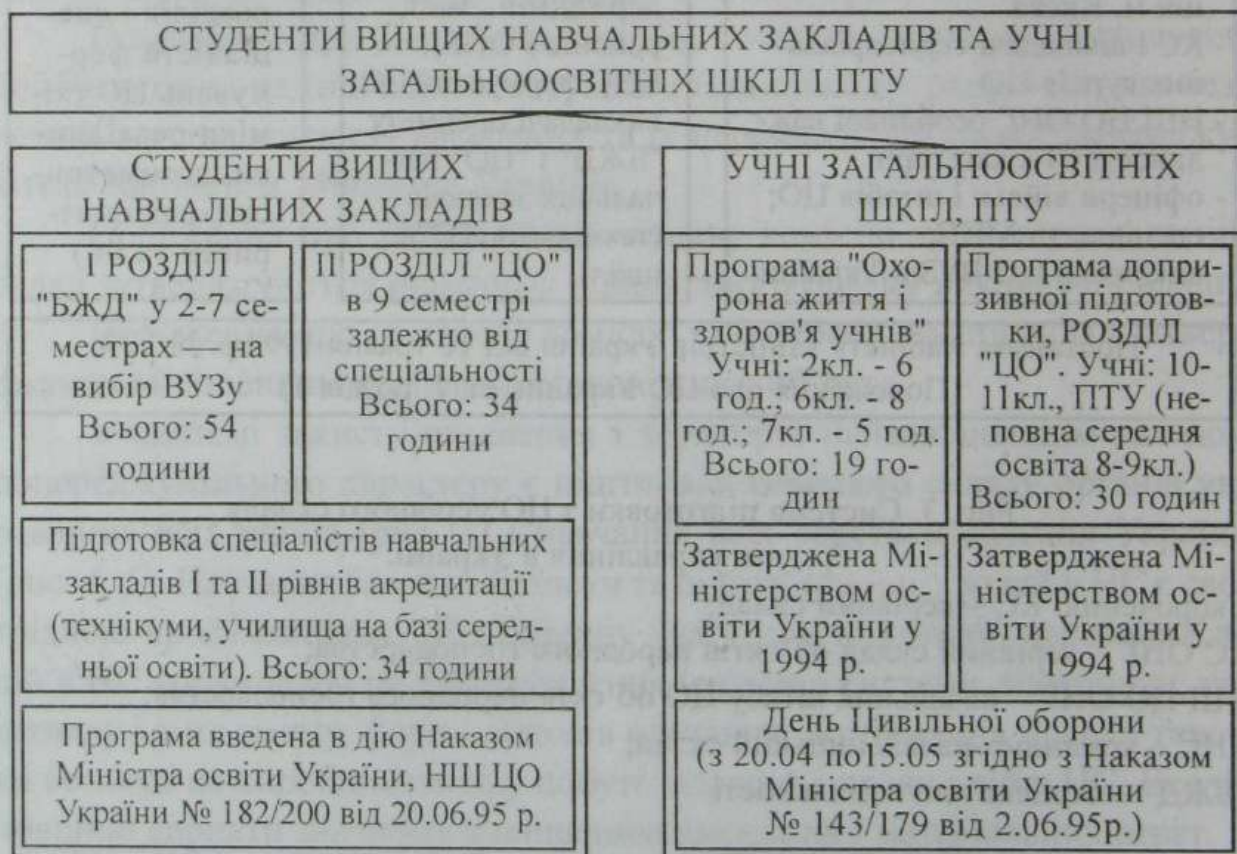 СТУДЕНТИ ВИЩИХ НАВЧАЛЬНИХ ЗАКЛАДІВ ТА УЧНІ
ЗАГАЛЬНООСВІТНІХ ШКІЛ І ПТУ
СТУДЕНТИ ВИЩИХ
НАВЧАЛЬНИХ ЗАКЛАДІВ
І РОЗДІЛ
"БЖД" у 2-7 се-
местрах — на
вибір ВУЗу
Всього: 54
години
ІІ РОЗДІЛ "ЦО"
в 9 семестрі
залежно від
спеціальності
Всього: 34
години
Підготовка спеціалістів навчальних
закладів І та ІІ рівнів акредитації
(технікуми, училища на базі серед-
ньої освіти). Всього: 34 години
Програма введена в дію Наказом
Міністра освіти України, НШ ЦО
України № 182/200 від 20.06.95 р.
УЧНІ ЗАГАЛЬНООСВІТНІХ
ШКІЛ, ПТУ
Програма "Охо-
рона життя і
здоров'я учнів"
Учні: 2кл. - 6
год.; 6кл. - 8
год.; 7кл. - 5 год.
Всього: 19 го-
дин
Програма допри-
зивної підготов-
ки, РОЗДІЛ
"ЦО". Учні: 10-
11кл., ПТУ (не-
повна середня
освіта 8-9кл.)
Всього: 30 годин
Затверджена Мі-
ністерством ос-
віти України у
1994 р.
Затверджена Мі-
ністерством ос-
віти України у
1994 р.
День Цивільної оборони
(з 20.04 по15.05 згідно з Наказом
Міністра освіти України
№ 143/179 від 2.06.95р.)